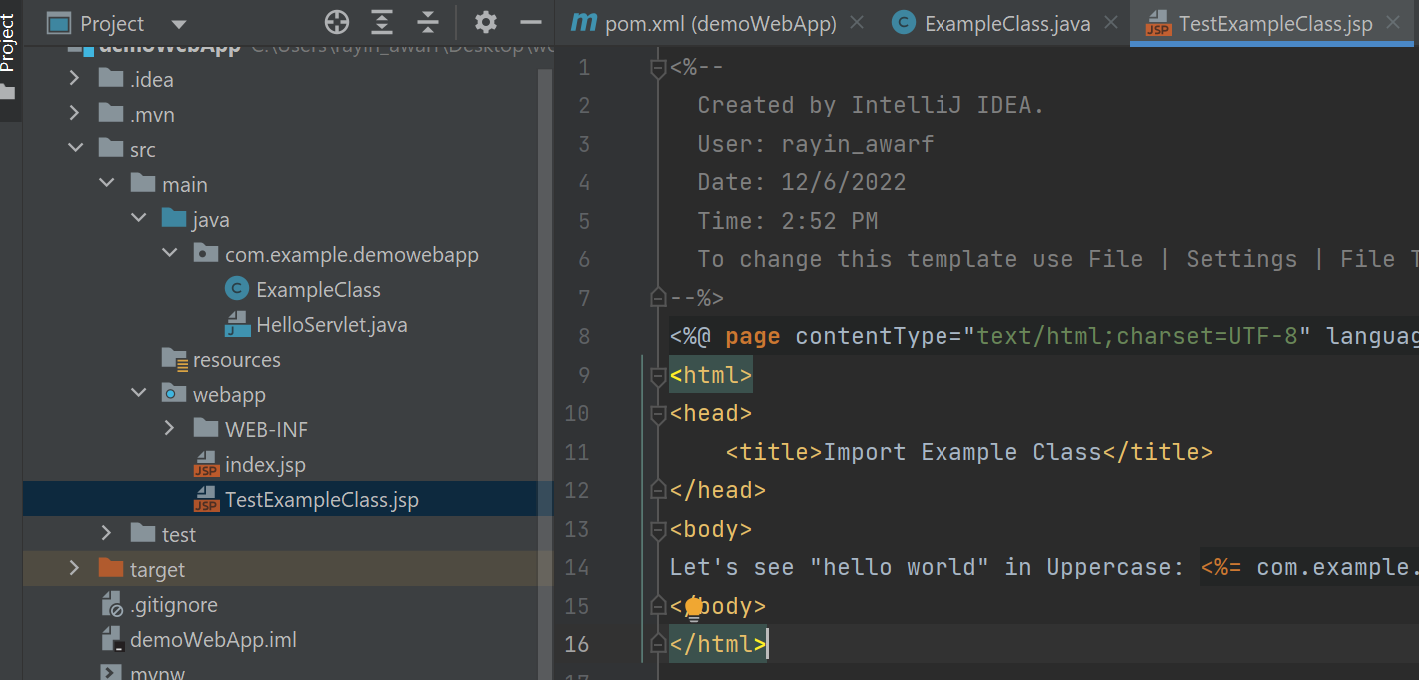 Project
Project
demoWebApp
.idea
.mvn
src
main
java
com.example.demowebapp
C ExampleClass
J HelloServlet.java
resources
webapp
WEB-INF
JSP index.jsp
JSP TestExampleClass.jsp
test
target
.gitignore
demoWebApp.iml
mvnw
m pom.xml (demoWebApp) C ExampleClass.java JSP TestExampleClass.jsp
1 <%--
2 Created by IntelliJ IDEA.
3 User: rayin_awarf
4 Date: 12/6/2022
5 Time: 2:52 PM
6 To change this template use File | Settings | File T
7 --%>
8 <%@ page contentType="text/html;charset=UTF-8" languag
9 <html>
10 <head>
11 <title>Import Example Class</title>
12 </head>
13 <body>
14 Let's see "hello world" in Uppercase: <%= com.example.
15 </body>
16 </html>
17